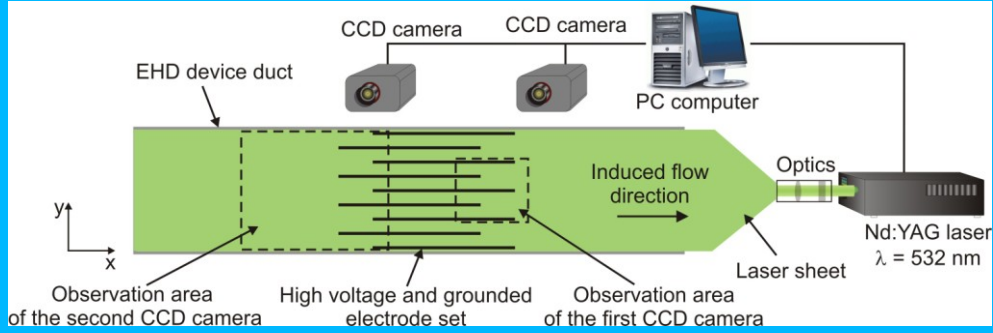 CCD camera
CCD camera
EHD device duct
PC computer
Optics
Induced flow
direction
y
x
Nd:YAG laser
λ = 532 nm
Laser sheet
Observation area
of the second CCD camera
High voltage and grounded
electrode set
Observation area
of the first CCD camera